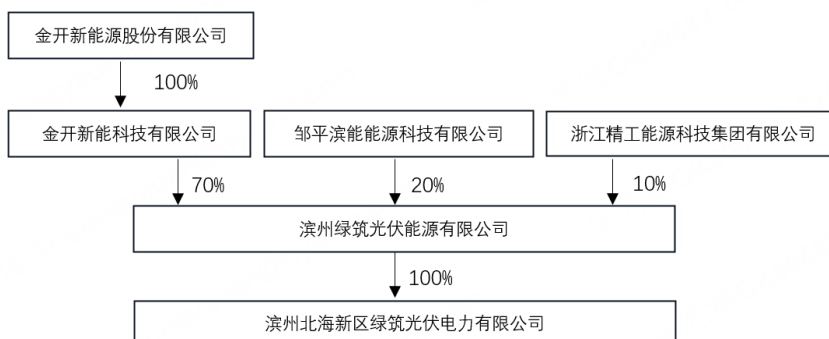 金开新能源股份有限公司
100%
金开新能科技有限公司
邹平滨能能源科技有限公司
浙江精工能源科技集团有限公司
70%
20%
10%
滨州绿筑光伏能源有限公司
100%
滨州北海新区绿筑光伏电力有限公司